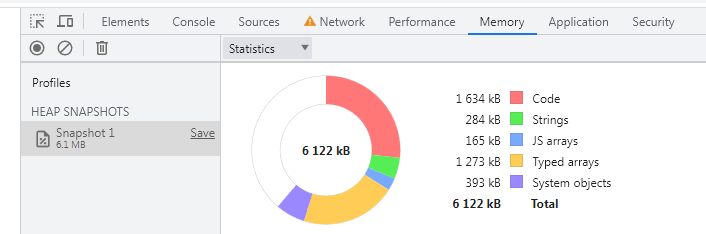 Elements Console Sources Network Performance Memory Application Security
Statistics
Profiles
HEAP SNAPSHOTS
Snapshot 1 Save
6.1 MB
6 122 kB
1 634 kB Code
284 kB Strings
165 kB JS arrays
1 273 kB Typed arrays
393 kB System objects
6 122 kB Total